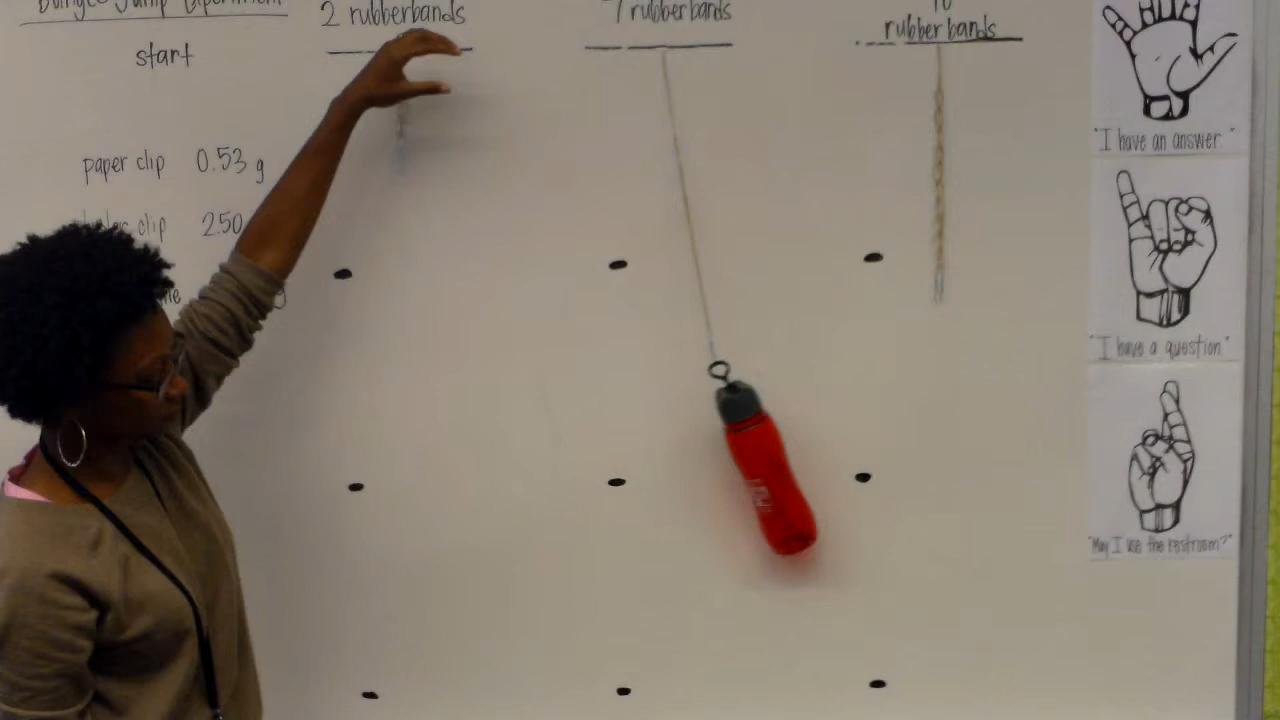 Bungee Jump Experiment
start
2 rubberbands
7 rubberbands
10
rubberbands
paper clip 0.53 g
clip 2.50
g
"I have an answer."
"I have a question"
"May I use the restroom?"